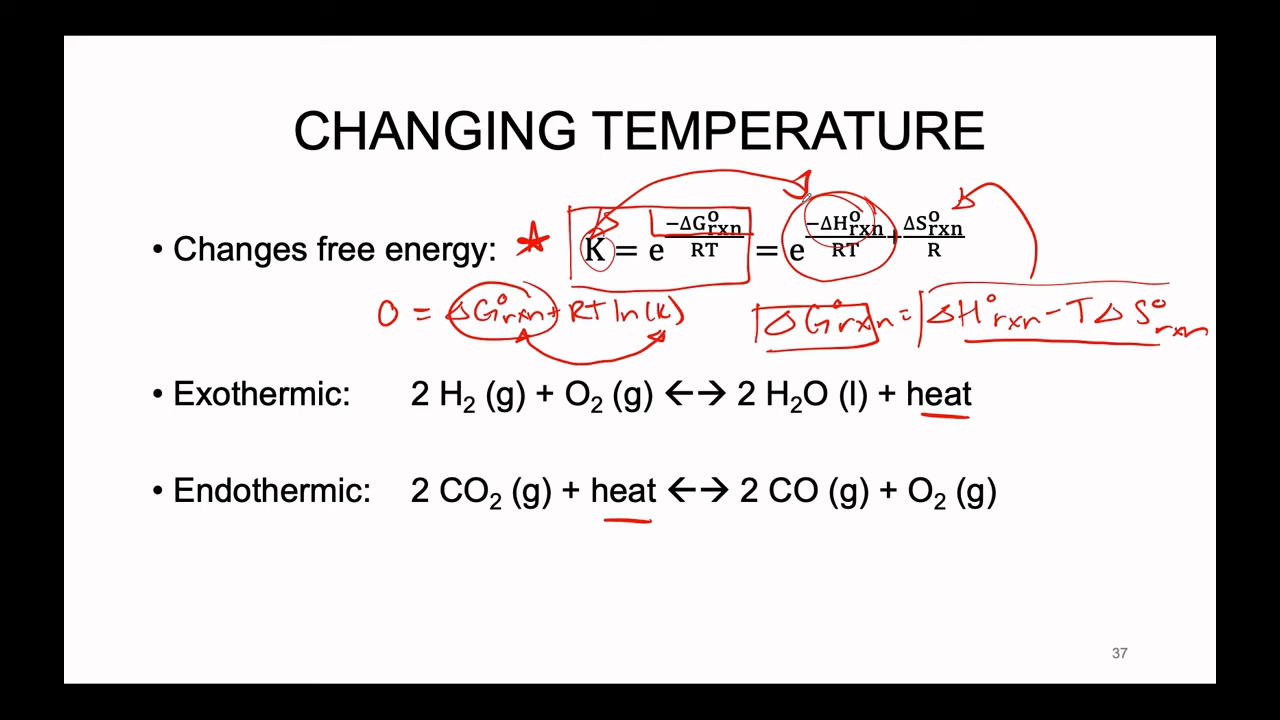 CHANGING TEMPERATURE
• Changes free energy: K = e^(-ΔG°rxn/RT) = e^(-ΔH°rxn/RT + ΔS°rxn/R)
0 = ΔG°rxn + RT ln(K) ΔG°rxn = ΔH°rxn - TΔS°rxn
• Exothermic: 2 H₂ (g) + O₂ (g) ←→ 2 H₂O (l) + heat
• Endothermic: 2 CO₂ (g) + heat ←→ 2 CO (g) + O₂ (g)
37